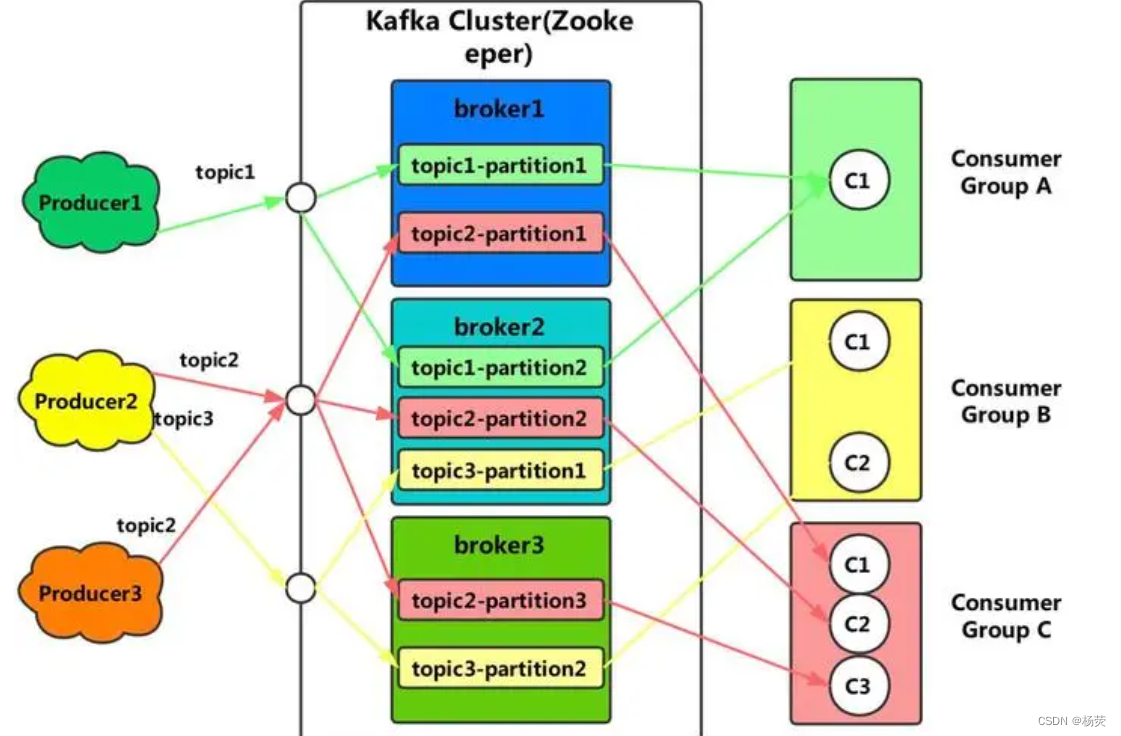 Kafka Cluster(Zooke
eper)
broker1
topic1-partition1
topic2-partition1
broker2
topic1-partition2
topic2-partition2
topic3-partition1
broker3
topic2-partition3
topic3-partition2
Producer1
topic1
Producer2
topic2
topic3
Producer3
topic2
C1
Consumer
Group A
C1
C2
Consumer
Group B
C1
C2
C3
Consumer
Group C
CSDN @杨荧